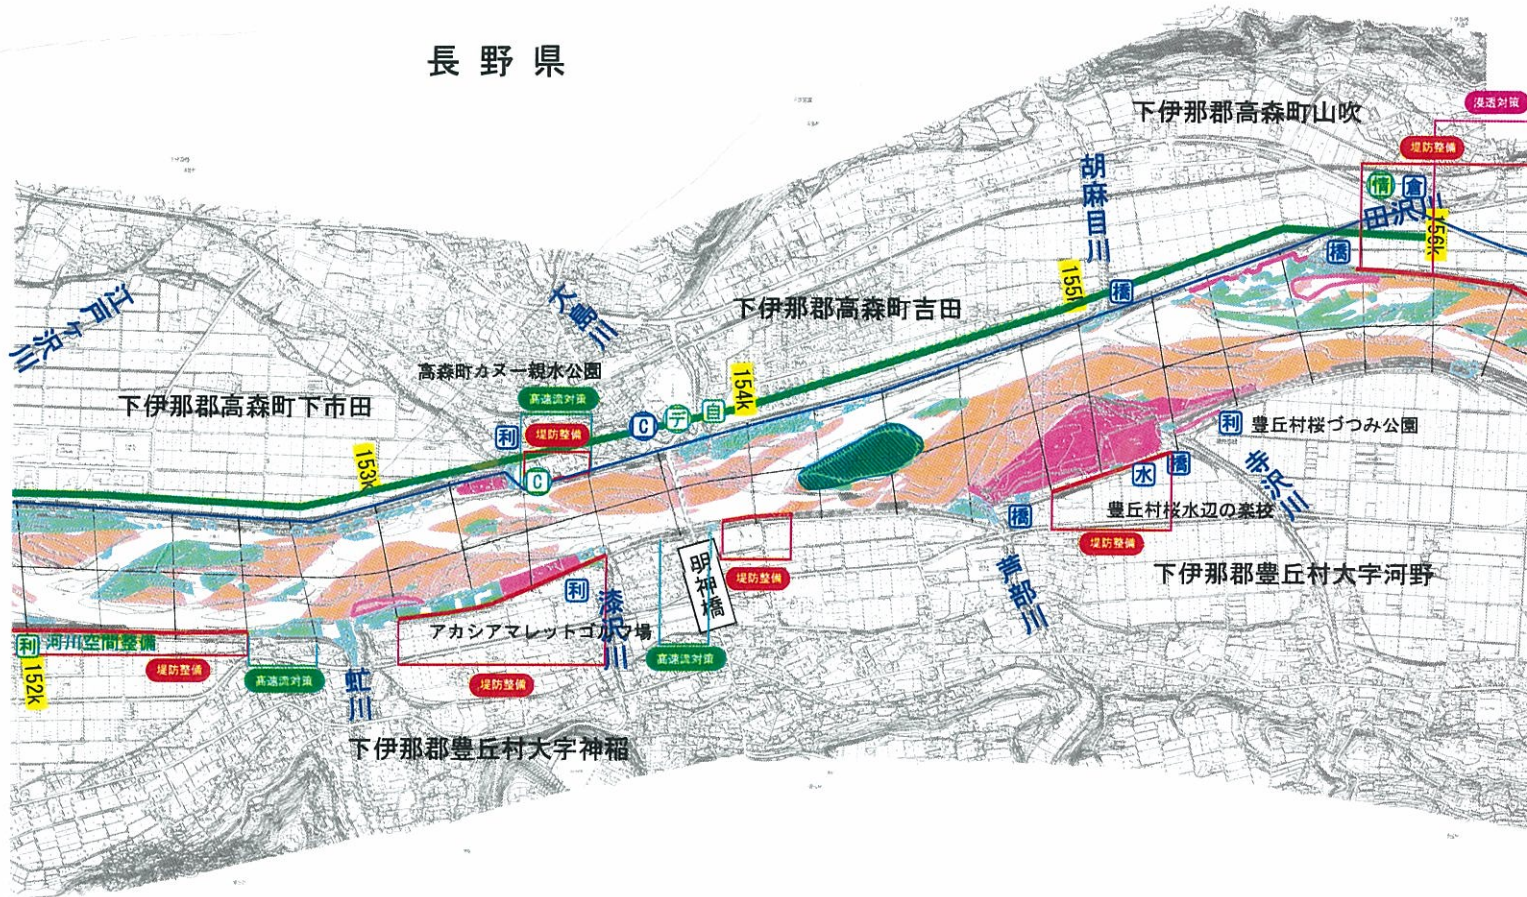 長野県
下伊那郡高森町山吹
浸透対策
堤防整備
情
倉
田沢川
156k
橋
胡麻目川
155k
橋
大島川
下伊那郡高森町吉田
江戸ヶ沢川
高森町カヌー親水公園
高速流対策
下伊那郡高森町下市田
利
堤防整備
C
デ
自
154k
153k
C
利
豊丘村桜づつみ公園
寺沢川
水
橋
豊丘村桜水辺の楽校
堤防整備
橋
芦部川
下伊那郡豊丘村大字河野
明神橋
堤防整備
利
漆沢川
アカシアマレットゴルフ場
高速流対策
利
河川空間整備
152k
堤防整備
高速流対策
虻川
堤防整備
下伊那郡豊丘村大字神稲